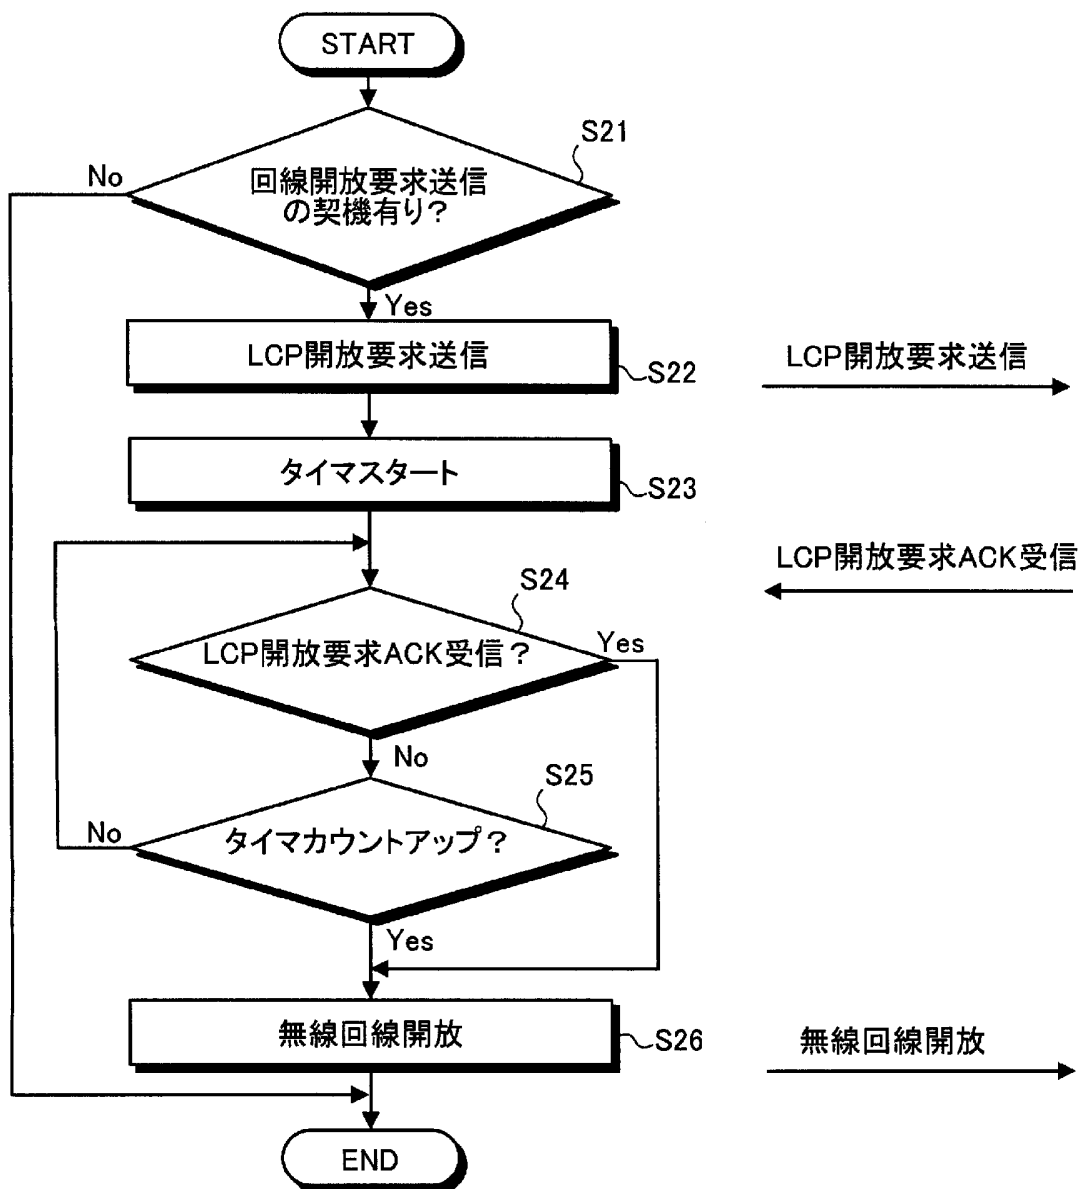 START
S21
No
回線開放要求送信
の契機有り？
Yes
LCP開放要求送信
S22
LCP開放要求送信
タイマスタート
S23
LCP開放要求ACK受信
S24
LCP開放要求ACK受信？
Yes
No
S25
No
タイマカウントアップ？
Yes
無線回線開放
S26
無線回線開放
END